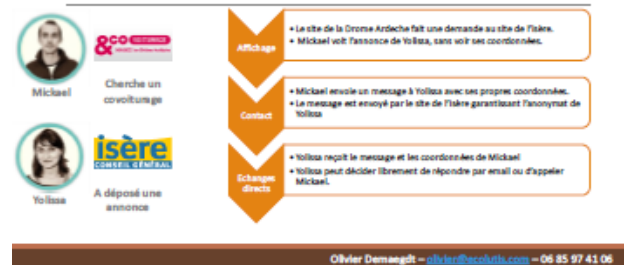 &co COVOITURAGE
Mickael
Cherche un
covoiturage
isère
CONSEIL GÉNÉRAL
Yolissa
A déposé une
annonce
Affichage
• Le site de la Drome Ardeche fait une demande au site de l'Isère.
• Mickael voit l'annonce de Yolissa, sans voir ses coordonnées.
Contact
• Mickael envoie un message à Yolissa avec ses propres coordonnées.
• Le message est envoyé par le site de l'Isère garantissant l'anonymat de
Yolissa
Echanges
directs
• Yolissa reçoit le message et les coordonnées de Mickael
• Yolissa peut décider librement de répondre par email ou d'appeler
Mickael.
Olivier Demaegdt – olivier@ecolutis.com – 06 85 97 41 06